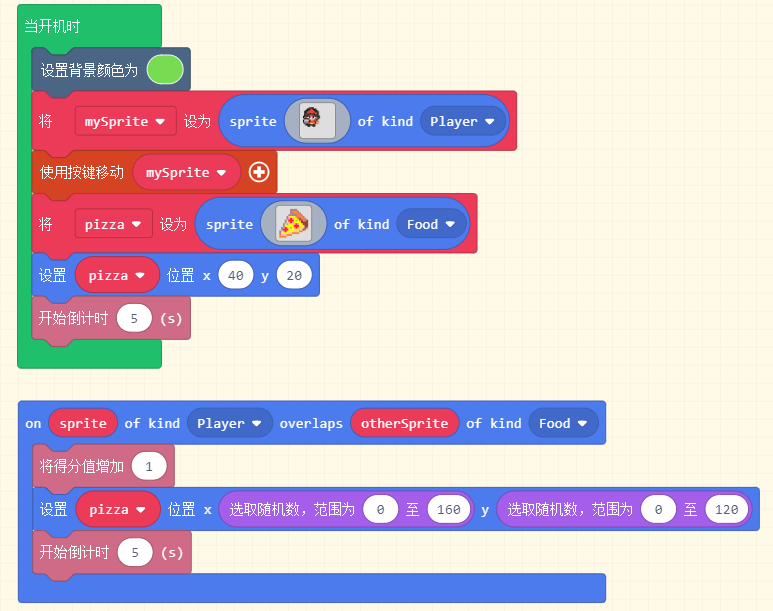 当开机时
设置背景颜色为
将 mySprite 设为 sprite of kind Player
使用按键移动 mySprite
将 pizza 设为 sprite of kind Food
设置 pizza 位置 x 40 y 20
开始倒计时 5 (s)
on sprite of kind Player overlaps otherSprite of kind Food
将得分值增加 1
设置 pizza 位置 x 选取随机数，范围为 0 至 160 y 选取随机数，范围为 0 至 120
开始倒计时 5 (s)